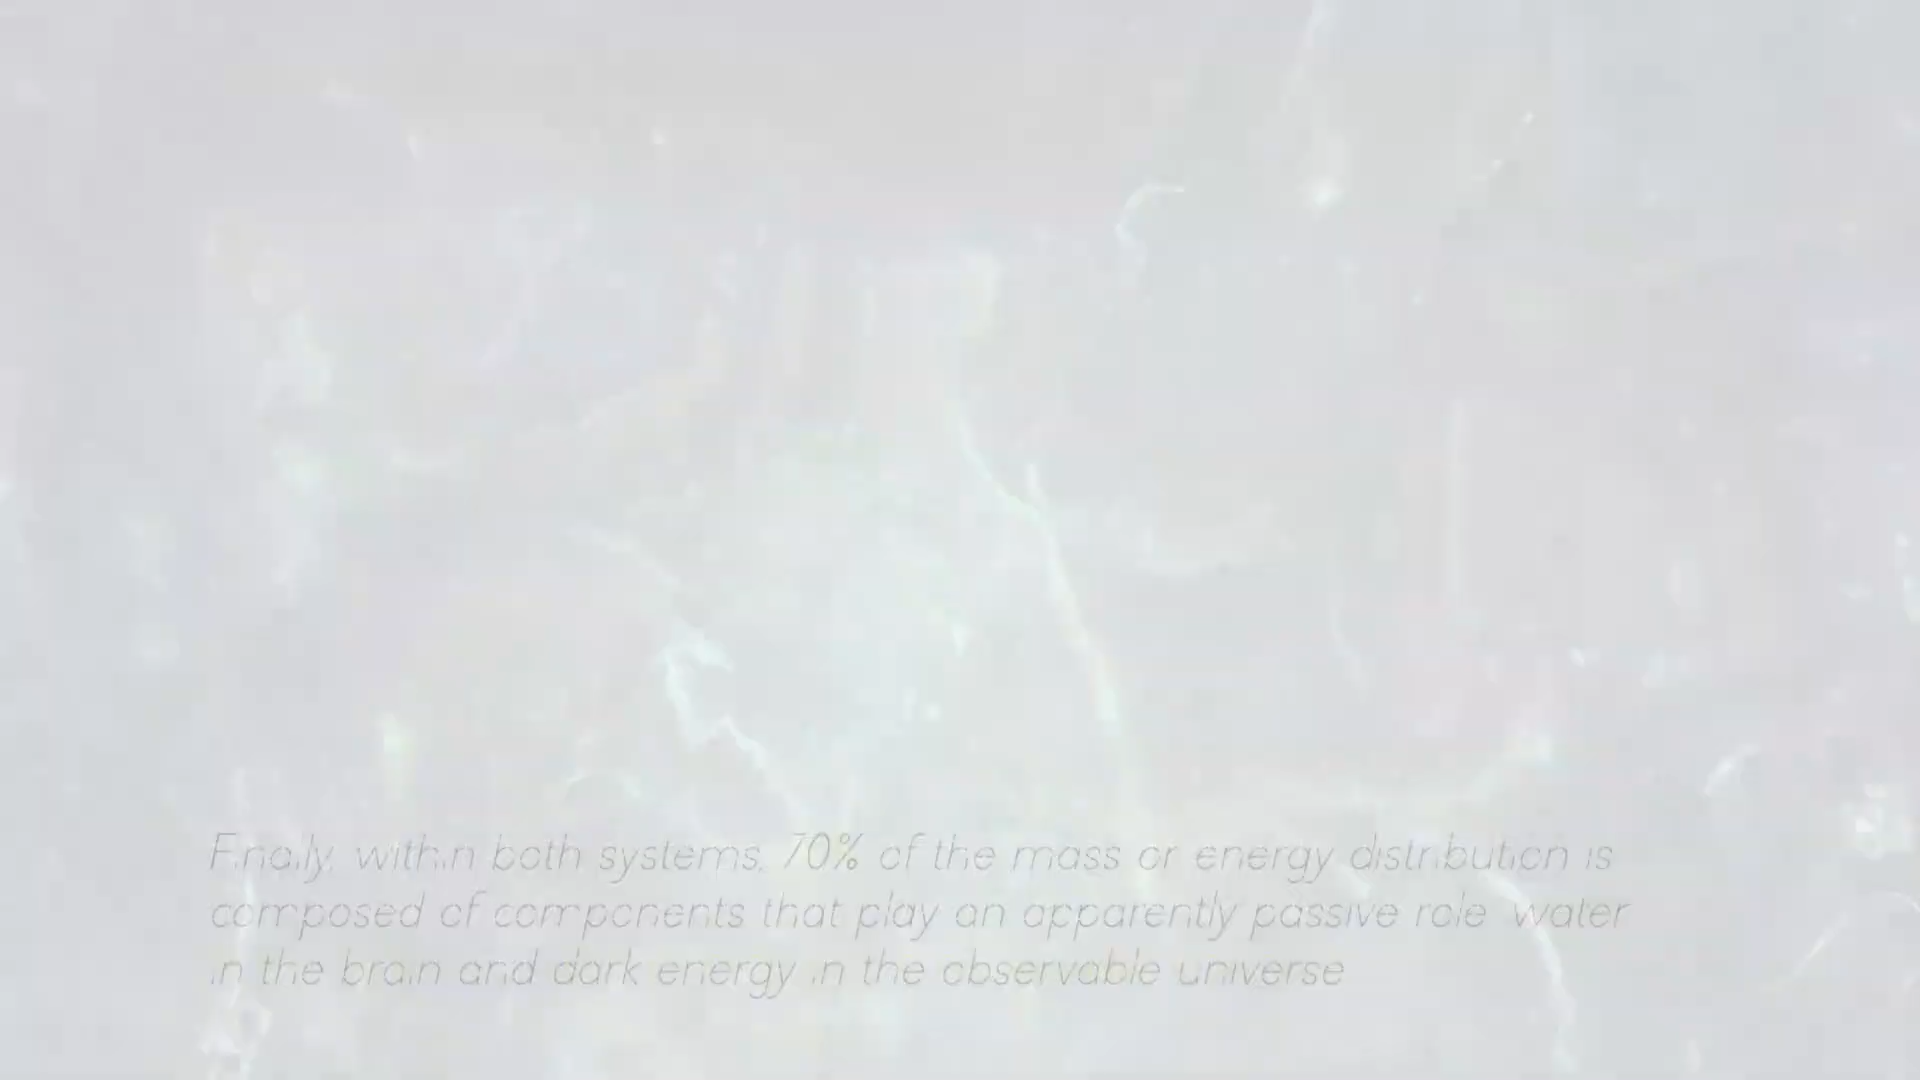 Finally, within both systems, 70% of the mass or energy distribution is
composed of components that play an apparently passive role water
in the brain and dark energy in the observable universe